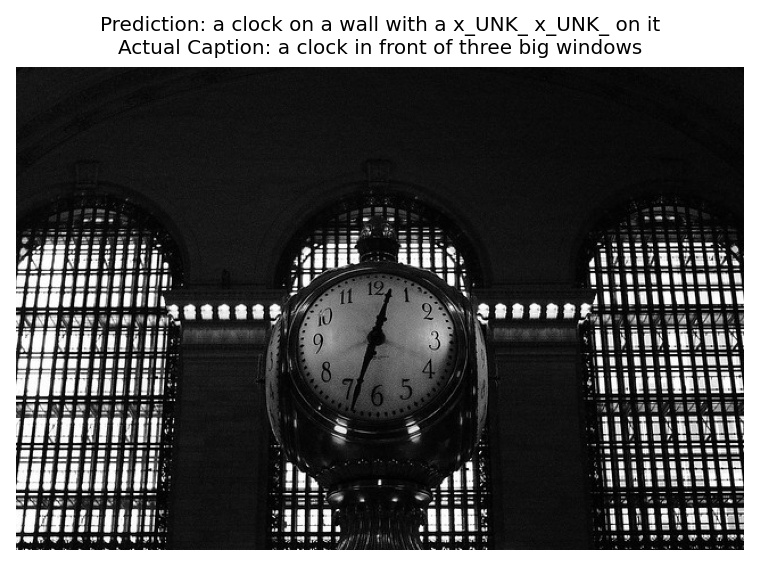 Prediction: a clock on a wall with a x_UNK_ x_UNK_ on it
Actual Caption: a clock in front of three big windows
12
11 1
10 2
9 3
8 4
7 6 5